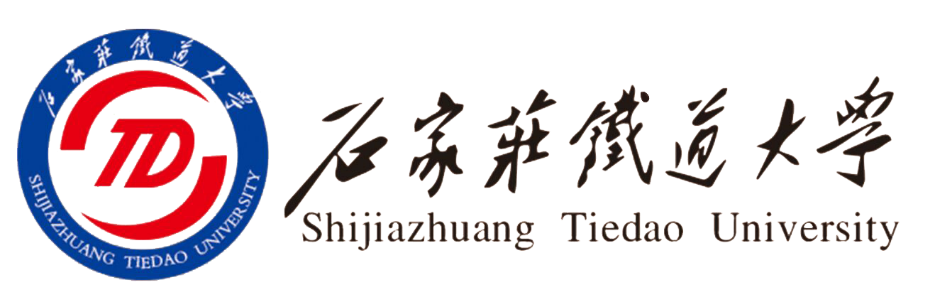 石家莊鐵道大學
SHIJIAZHUANG TIEDAO UNIVERSITY
TD
石家莊鐵道大學
Shijiazhuang Tiedao University